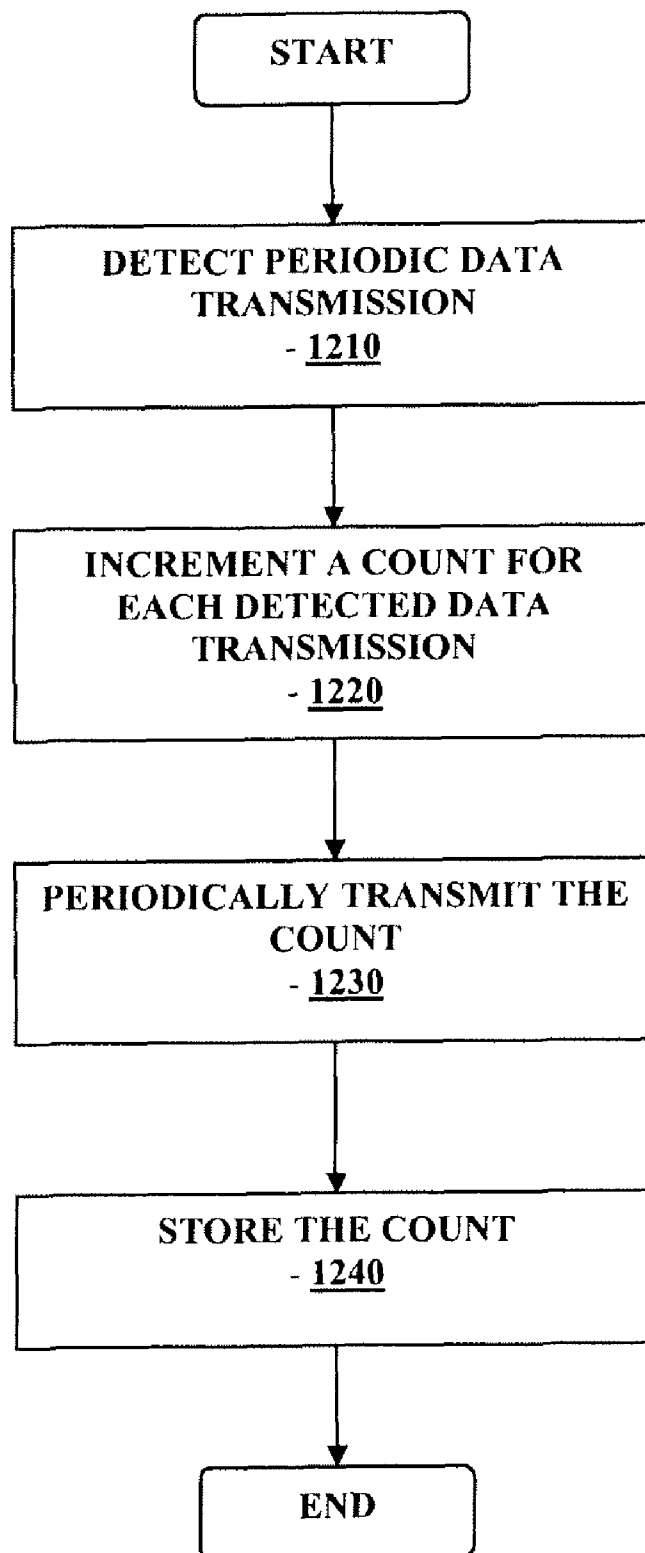 START
DETECT PERIODIC DATA
TRANSMISSION
- 1210
INCREMENT A COUNT FOR
EACH DETECTED DATA
TRANSMISSION
- 1220
PERIODICALLY TRANSMIT THE
COUNT
- 1230
STORE THE COUNT
- 1240
END